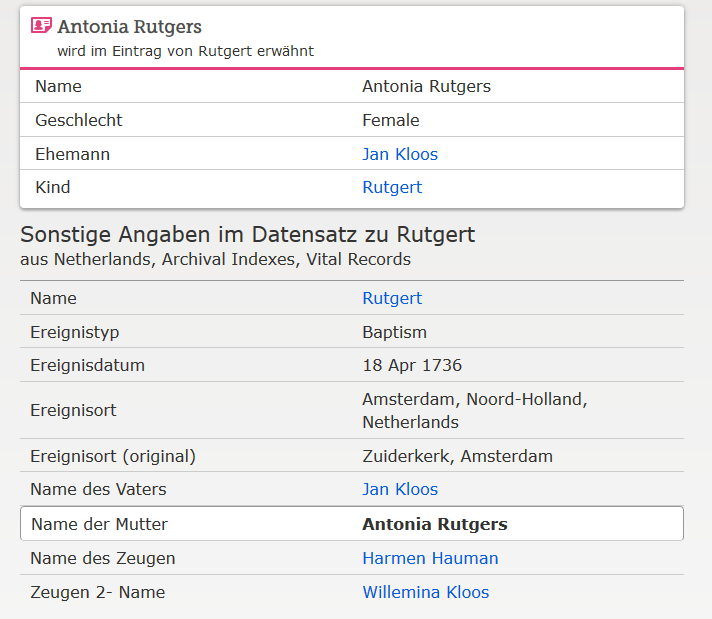 Antonia Rutgers
wird im Eintrag von Rutgert erwähnt
Name Antonia Rutgers
Geschlecht Female
Ehemann Jan Kloos
Kind Rutgert
Sonstige Angaben im Datensatz zu Rutgert
aus Netherlands, Archival Indexes, Vital Records
Name Rutgert
Ereignistyp Baptism
Ereignisdatum 18 Apr 1736
Ereignisort Amsterdam, Noord-Holland,
Netherlands
Ereignisort (original) Zuiderkerk, Amsterdam
Name des Vaters Jan Kloos
Name der Mutter Antonia Rutgers
Name des Zeugen Harmen Hauman
Zeugen 2- Name Willemina Kloos